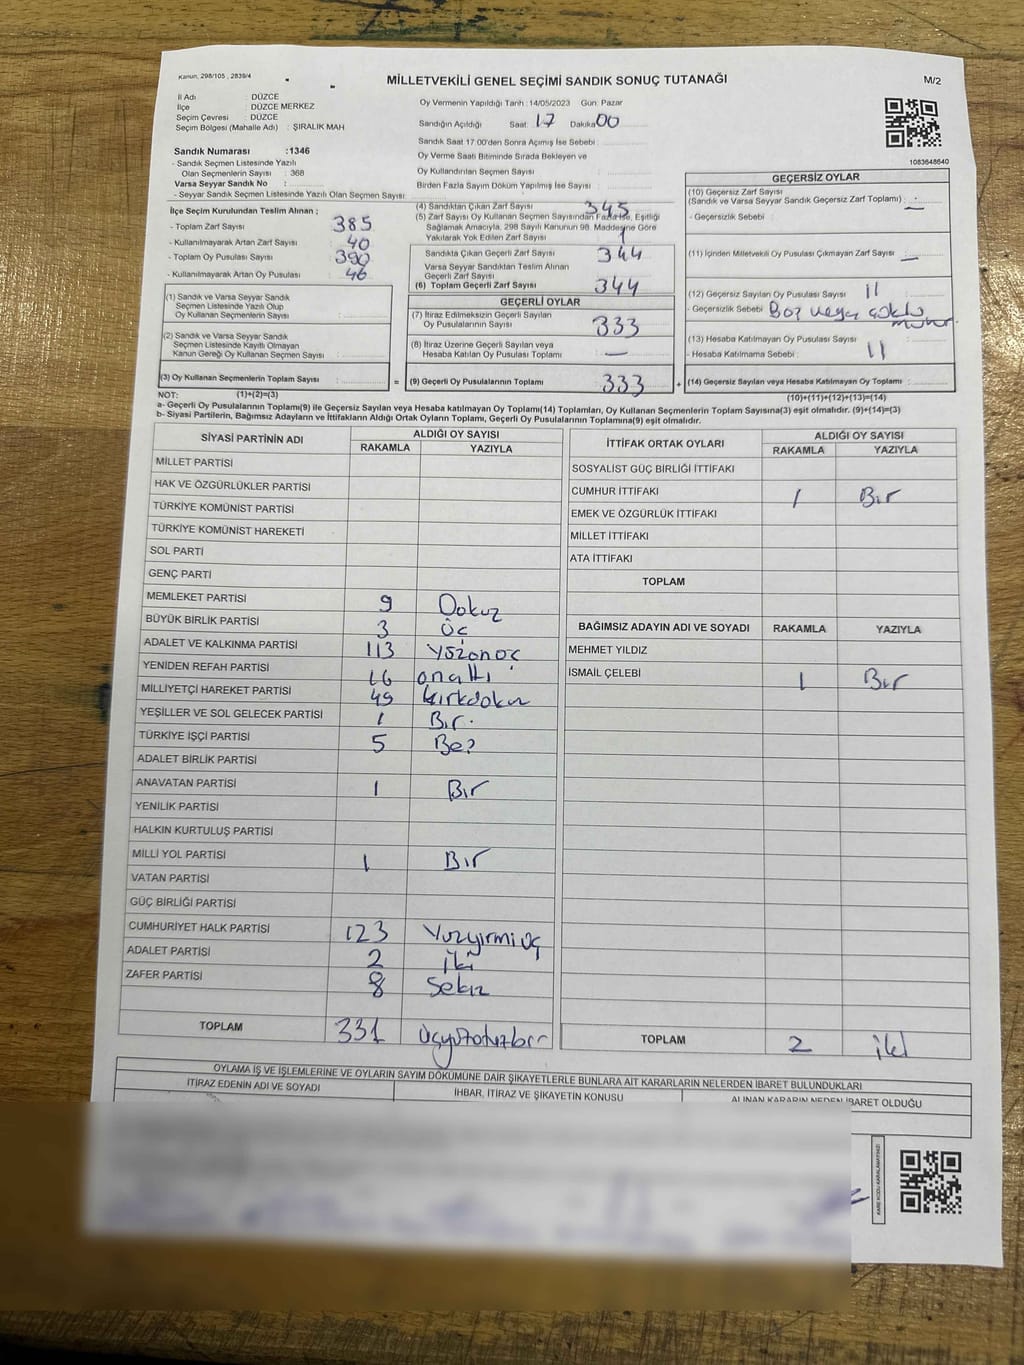 Kanun, 298/105 , 2839/4
MİLLETVEKİLİ GENEL SEÇİMİ SANDIK SONUÇ TUTANAĞI
M/2
İl Adı : DÜZCE
İlçe : DÜZCE MERKEZ
Seçim Çevresi : DÜZCE
Seçim Bölgesi (Mahalle Adı) : ŞIRALIK MAH
Sandık Numarası :1346
- Sandık Seçmen Listesinde Yazılı
Olan Seçmenlerin Sayısı : 368
Varsa Seyyar Sandık No :
- Seyyar Sandık Seçmen Listesinde Yazılı Olan Seçmen Sayısı
Oy Vermenin Yapıldığı Tarih :14/05/2023 Gün: Pazar
Sandığın Açıldığı Saat: 17 Dakika: 00
Sandık Saat 17.00'den Sonra Açımış İse Sebebi :
Oy Verme Saati Bitiminde Sırada Bekleyen ve
Oy Kullandırılan Seçmen Sayısı :
Birden Fazla Sayım Döküm Yapılmış İse Sayısı :
1083648640
İlçe Seçim Kurulundan Teslim Alınan ;
- Toplam Zarf Sayısı : 385
- Kullanılmayarak Artan Zarf Sayısı : 40
- Toplam Oy Pusulası Sayısı : 390
- Kullanılmayarak Artan Oy Pusulası : 46
(4) Sandıktan Çıkan Zarf Sayısı : 345
(5) Zarf Sayısı Oy Kullanan Seçmen Sayısından Fazla İse, Eşitliği
Sağlamak Amacıyla, 298 Sayılı Kanunun 98. Maddesine Göre
Yakılarak Yok Edilen Zarf Sayısı : 1
Sandıkta Çıkan Geçerli Zarf Sayısı : 344
Varsa Seyyar Sandıktan Teslim Alınan
Geçerli Zarf Sayısı
(6) Toplam Geçerli Zarf Sayısı : 344
GEÇERSİZ OYLAR
(10) Geçersiz Zarf Sayısı
(Sandık ve Varsa Seyyar Sandık Geçersiz Zarf Toplamı) : —
- Geçersizlik Sebebi :
(11) İçinden Milletvekili Oy Pusulası Çıkmayan Zarf Sayısı : —
(12) Geçersiz Sayılan Oy Pusulası Sayısı : 11
- Geçersizlik Sebebi : Boş veya çoklu
(13) Hesaba Katılmayan Oy Pusulası Sayısı : 11
- Hesaba Katılmama Sebebi :
(14) Geçersiz Sayılan veya Hesaba Katılmayan Oy Toplamı :
(10)+(11)+(12)+(13)=(14)
(1) Sandık ve Varsa Seyyar Sandık
Seçmen Listesinde Yazılı Olup
Oy Kullanan Seçmenlerin Sayısı :
(2) Sandık ve Varsa Seyyar Sandık
Seçmen Listesinde Kayıtlı Olmayan
Kanun Gereği Oy Kullanan Seçmen Sayısı :
(3) Oy Kullanan Seçmenlerin Toplam Sayısı :
GEÇERLİ OYLAR
(7) İtiraz Edilmeksizin Geçerli Sayılan
Oy Pusulalarının Sayısı : 333
(8) İtiraz Üzerine Geçerli Sayılan veya
Hesaba Katılan Oy Pusulası Toplamı : —
= (9) Geçerli Oy Pusulalarının Toplamı : 333 +
NOT: (1)+(2)=(3)
a- Geçerli Oy Pusulaları Toplamı(9) ile Geçersiz Sayılan veya Hesaba katılmayan Oy Toplamı(14) Toplamları, Oy Kullanan Seçmenlerin Toplam Sayısına(3) eşit olmalıdır. (9)+(14)=(3)
b- Siyasi Partilerin, Bağımsız Adayların ve İttifakların Aldığı Ortak Oyların Toplamı, Geçerli Oy Pusulalarının Toplamına(9) eşit olmalıdır.
SİYASİ PARTİNİN ADI ALDIĞI OY SAYISI
RAKAMLA YAZIYLA
MİLLET PARTİSİ
HAK VE ÖZGÜRLÜKLER PARTİSİ
TÜRKİYE KOMÜNİST PARTİSİ
TÜRKİYE KOMÜNİST HAREKETİ
SOL PARTİ
GENÇ PARTİ
MEMLEKET PARTİSİ 9 Dokuz
BÜYÜK BİRLİK PARTİSİ 3 Üç
ADALET VE KALKINMA PARTİSİ 113 Yüzonüç
YENİDEN REFAH PARTİSİ 16 onaltı
MİLLİYETÇİ HAREKET PARTİSİ 49 kırkdokuz
YEŞİLLER VE SOL GELECEK PARTİSİ 1 Bır.
TÜRKİYE İŞÇİ PARTİSİ 5 Beş
ADALET BİRLİK PARTİSİ
ANAVATAN PARTİSİ 1 Bır
YENİLİK PARTİSİ
HALKIN KURTULUŞ PARTİSİ
MİLLİ YOL PARTİSİ 1 Bır
VATAN PARTİSİ
GÜÇ BİRLİĞİ PARTİSİ
CUMHURİYET HALK PARTİSİ 123 Yüzyirmiüç
ADALET PARTİSİ 2 İki
ZAFER PARTİSİ 8 Sekiz
TOPLAM 331 Üçyüzotuzbir
İTTİFAK ORTAK OYLARI ALDIĞI OY SAYISI
RAKAMLA YAZIYLA
SOSYALİST GÜÇ BİRLİĞİ İTTİFAKI
CUMHUR İTTİFAKI 1 Bır
EMEK VE ÖZGÜRLÜK İTTİFAKI
MİLLET İTTİFAKI
ATA İTTİFAKI
TOPLAM
BAĞIMSIZ ADAYIN ADI VE SOYADI RAKAMLA YAZIYLA
MEHMET YILDIZ
İSMAİL ÇELEBİ 1 Bır
TOPLAM 2 iki
OYLAMA İŞ VE İŞLEMLERİNE VE OYLARIN SAYIM DÖKÜMÜNE DAİR ŞİKAYETLERLE BUNLARA AİT KARARLARIN NELERDEN İBARET BULUNDUKLARI
İTİRAZ EDENİN ADI VE SOYADI İHBAR, İTİRAZ VE ŞİKAYETİN KONUSU ALINAN KARARIN NEDEN İBARET OLDUĞU